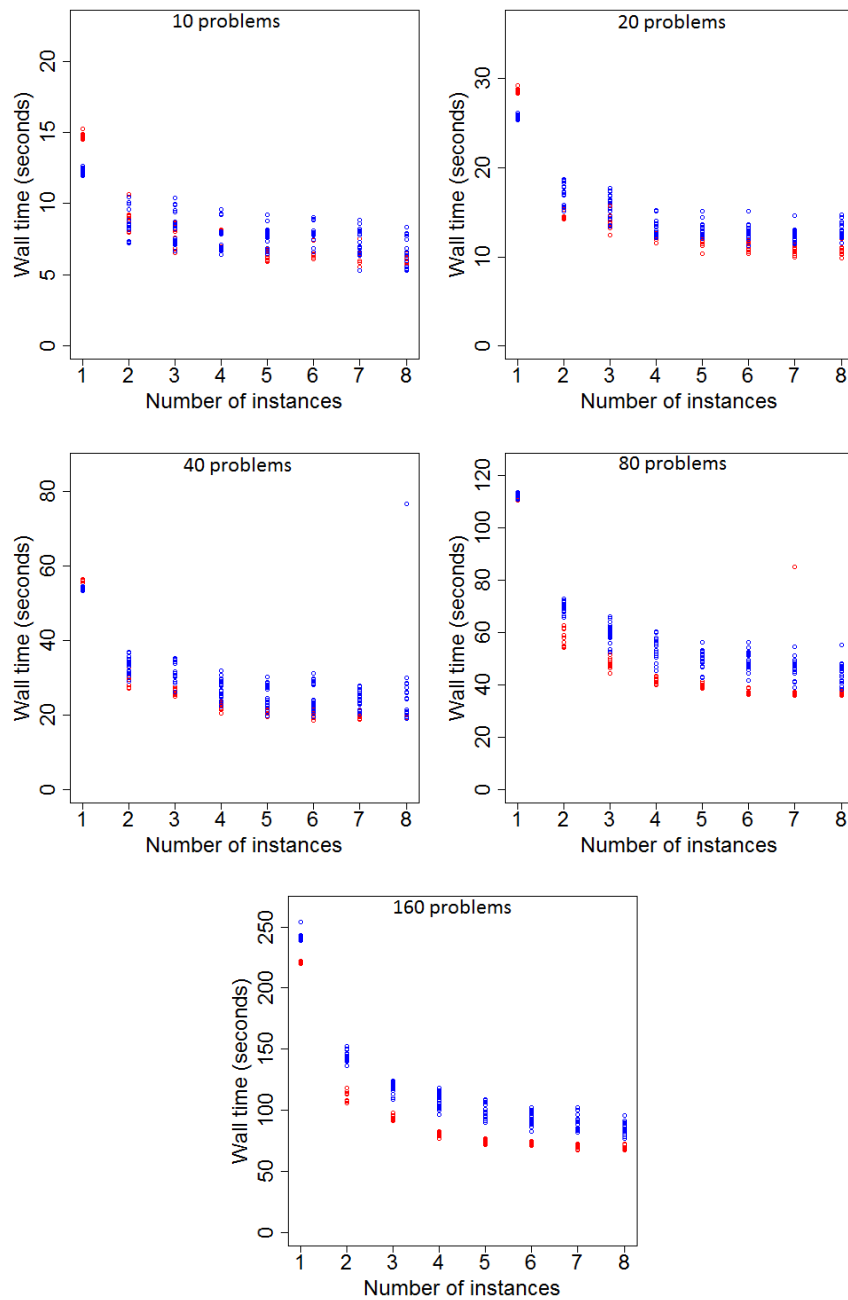 10 problems
20
15
10
5
0
Wall time (seconds)
1 2 3 4 5 6 7 8
Number of instances
20 problems
30
20
10
0
Wall time (seconds)
1 2 3 4 5 6 7 8
Number of instances
40 problems
80
60
40
20
0
Wall time (seconds)
1 2 3 4 5 6 7 8
Number of instances
80 problems
120
100
80
60
40
20
0
Wall time (seconds)
1 2 3 4 5 6 7 8
Number of instances
160 problems
250
200
150
100
50
0
Wall time (seconds)
1 2 3 4 5 6 7 8
Number of instances